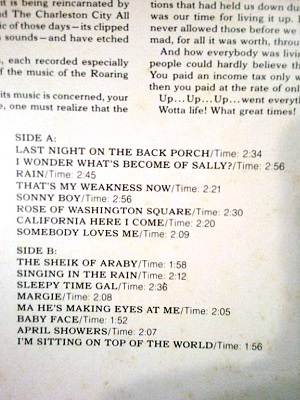 it is being reincarnated by
nd The Charleston City All
ic of those days—its clipped
sounds—and have etched
s, each recorded especially
of the music of the Roaring
its music is concerned, your
e, one must realize that the
tions that had held us down du
was our time for living it up.
never allowed those before we
mad, for all it was worth, throu
And how everybody was livin
people could hardly believe th
You paid an income tax only w
then you paid at the rate of onl
Up...Up...Up...went everyt
Wotta life! What great times!
SIDE A:
LAST NIGHT ON THE BACK PORCH/Time: 2:34
I WONDER WHAT'S BECOME OF SALLY?/Time: 2:56
RAIN/Time: 2:45
THAT'S MY WEAKNESS NOW/Time: 2:21
SONNY BOY/Time: 2:56
ROSE OF WASHINGTON SQUARE/Time: 2:30
CALIFORNIA HERE I COME/Time: 2:20
SOMEBODY LOVES ME/Time: 2:09
SIDE B:
THE SHEIK OF ARABY/Time: 1:58
SINGING IN THE RAIN/Time: 2:12
SLEEPY TIME GAL/Time: 2:36
MARGIE/Time: 2:08
MA HE'S MAKING EYES AT ME/Time: 2:05
BABY FACE/Time: 1:52
APRIL SHOWERS/Time: 2:07
I'M SITTING ON TOP OF THE WORLD/Time: 1:56